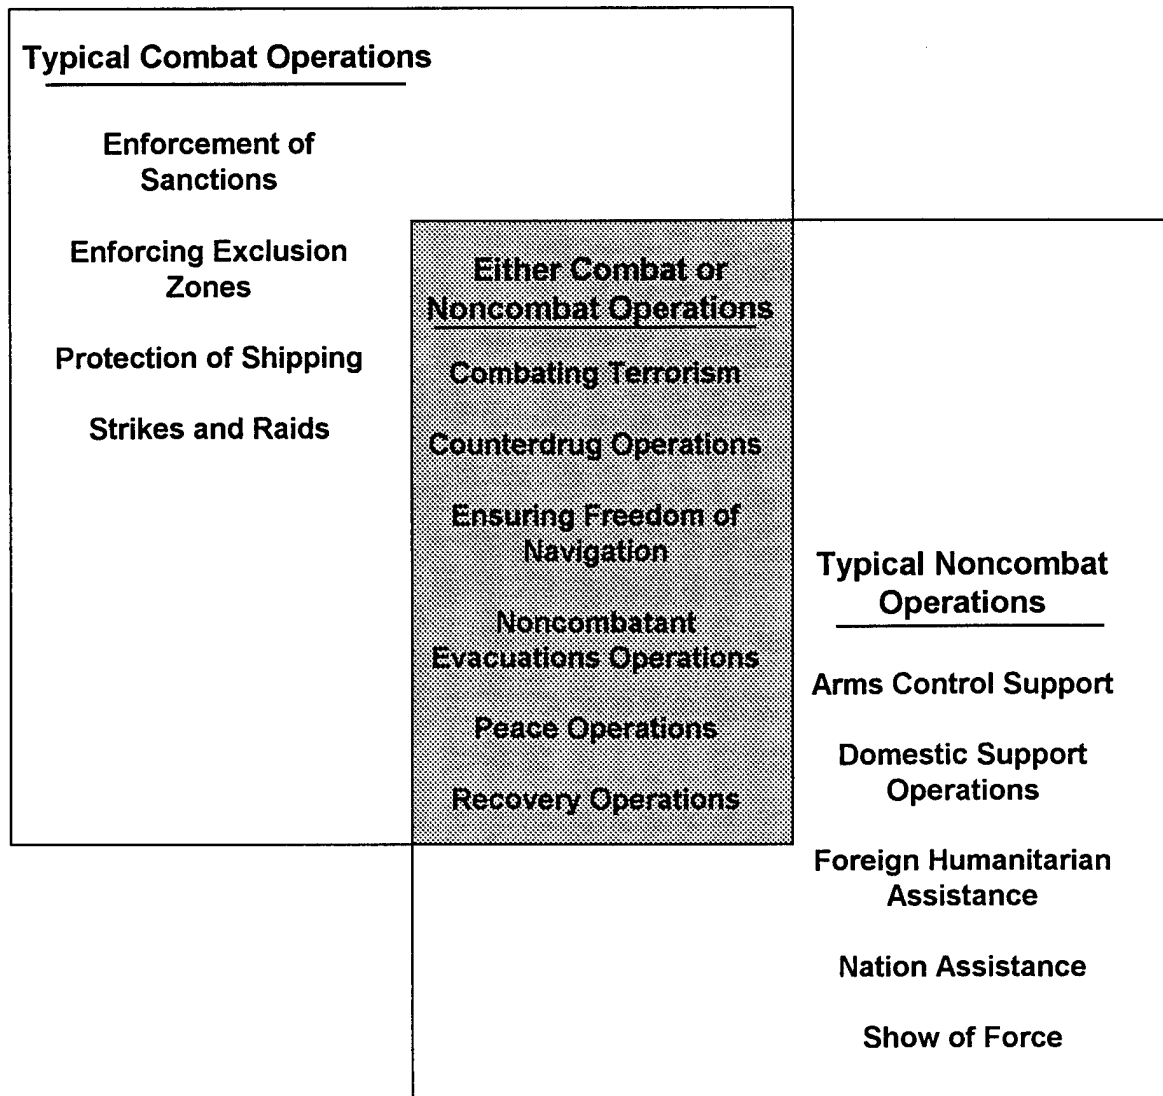 Typical Combat Operations
Enforcement of
Sanctions
Enforcing Exclusion
Zones
Protection of Shipping
Strikes and Raids
Either Combat or
Noncombat Operations
Combating Terrorism
Counterdrug Operations
Ensuring Freedom of
Navigation
Noncombatant
Evacuations Operations
Peace Operations
Recovery Operations
Typical Noncombat
Operations
Arms Control Support
Domestic Support
Operations
Foreign Humanitarian
Assistance
Nation Assistance
Show of Force